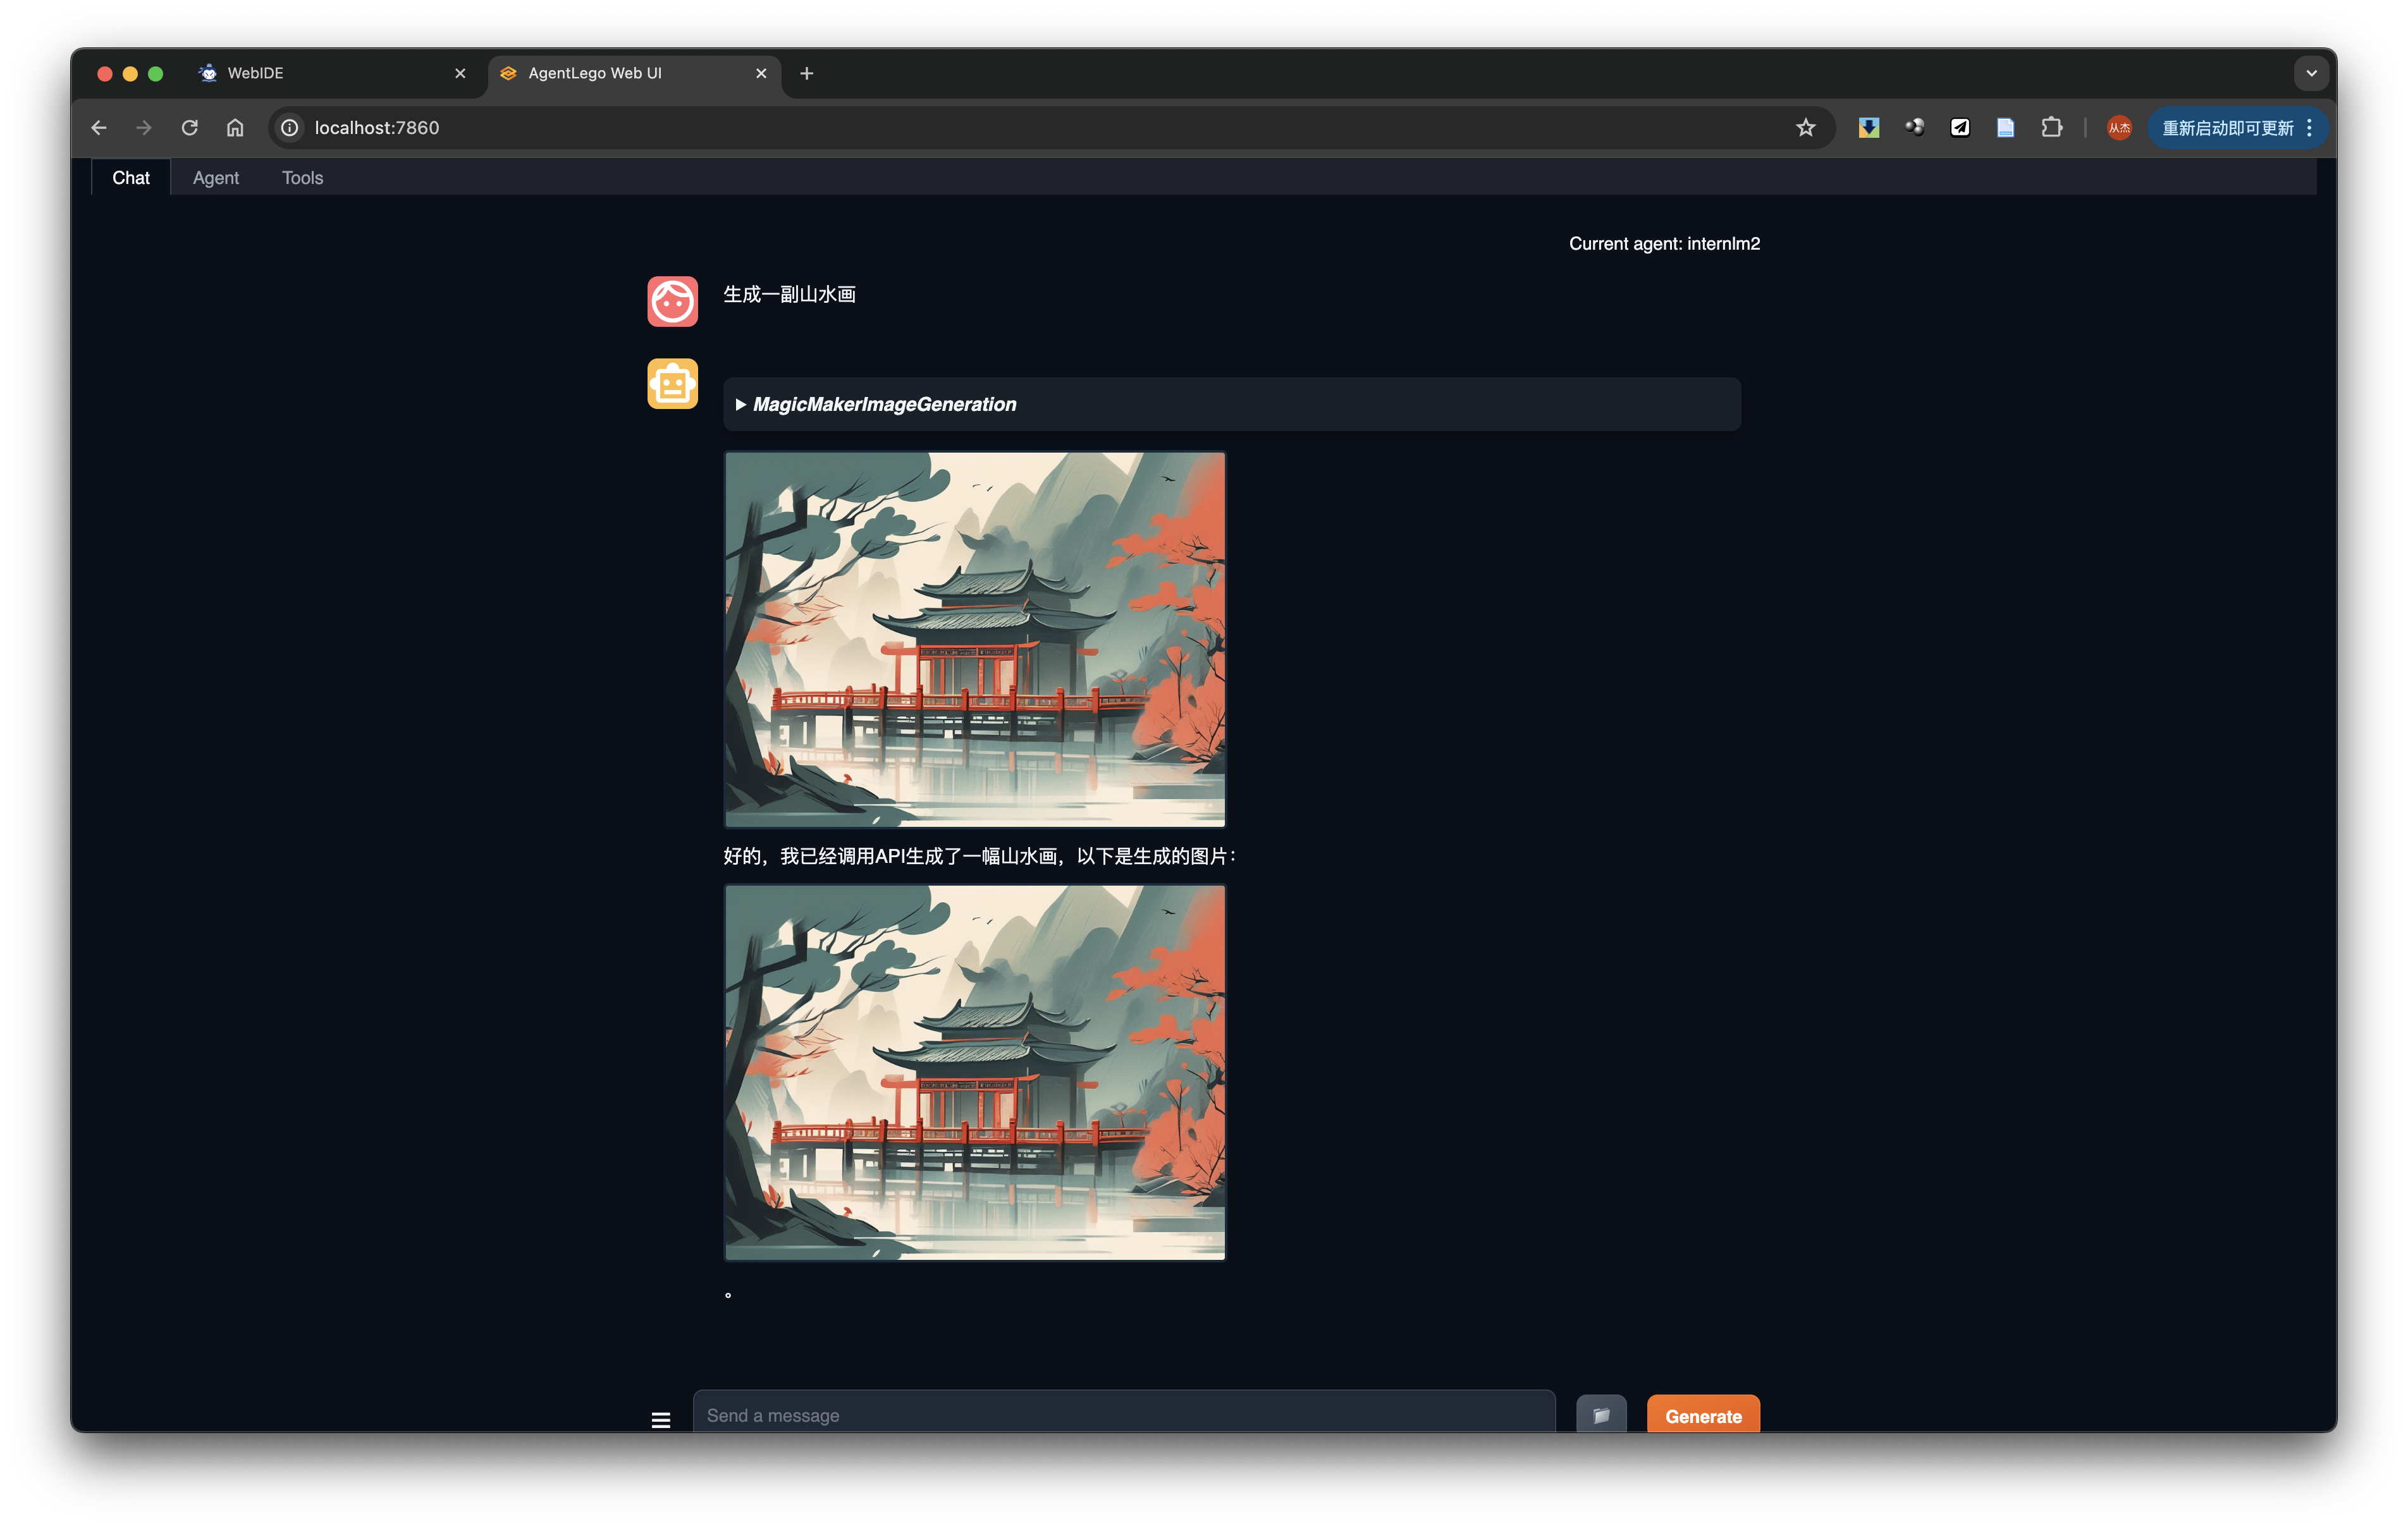 WebIDE
AgentLego Web UI
localhost:7860
从杰
重新启动即可更新
Chat
Agent
Tools
Current agent: internlm2
生成一副山水画
MagicMakerImageGeneration
好的，我已经调用API生成了一幅山水画，以下是生成的图片：
。
Send a message
Generate